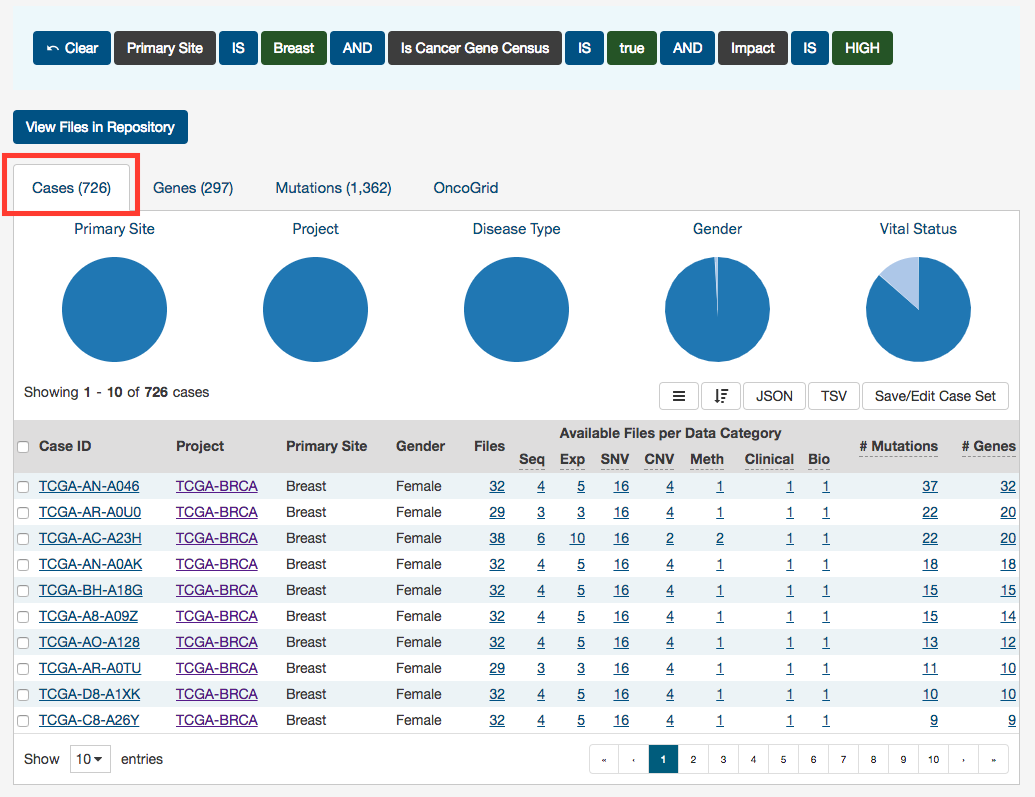 Clear Primary Site IS Breast AND Is Cancer Gene Census IS true AND Impact IS HIGH
View Files in Repository
Cases (726) Genes (297) Mutations (1,362) OncoGrid
Primary Site Project Disease Type Gender Vital Status
Showing 1 - 10 of 726 cases JSON TSV Save/Edit Case Set
Available Files per Data Category
Case ID Project Primary Site Gender Files # Mutations # Genes
Seq Exp SNV CNV Meth Clinical Bio
TCGA-AN-A046 TCGA-BRCA Breast Female 32 4 5 16 4 1 1 1 37 32
TCGA-AR-A0U0 TCGA-BRCA Breast Female 29 3 3 16 4 1 1 1 22 20
TCGA-AC-A23H TCGA-BRCA Breast Female 38 6 10 16 2 2 1 1 22 20
TCGA-AN-A0AK TCGA-BRCA Breast Female 32 4 5 16 4 1 1 1 18 18
TCGA-BH-A18G TCGA-BRCA Breast Female 32 4 5 16 4 1 1 1 15 15
TCGA-A8-A09Z TCGA-BRCA Breast Female 32 4 5 16 4 1 1 1 15 14
TCGA-AO-A128 TCGA-BRCA Breast Female 32 4 5 16 4 1 1 1 13 12
TCGA-AR-A0TU TCGA-BRCA Breast Female 29 3 3 16 4 1 1 1 11 10
TCGA-D8-A1XK TCGA-BRCA Breast Female 32 4 5 16 4 1 1 1 10 10
TCGA-C8-A26Y TCGA-BRCA Breast Female 32 4 5 16 4 1 1 1 9 9
Show 10 entries « ‹ 1 2 3 4 5 6 7 8 9 10 › »